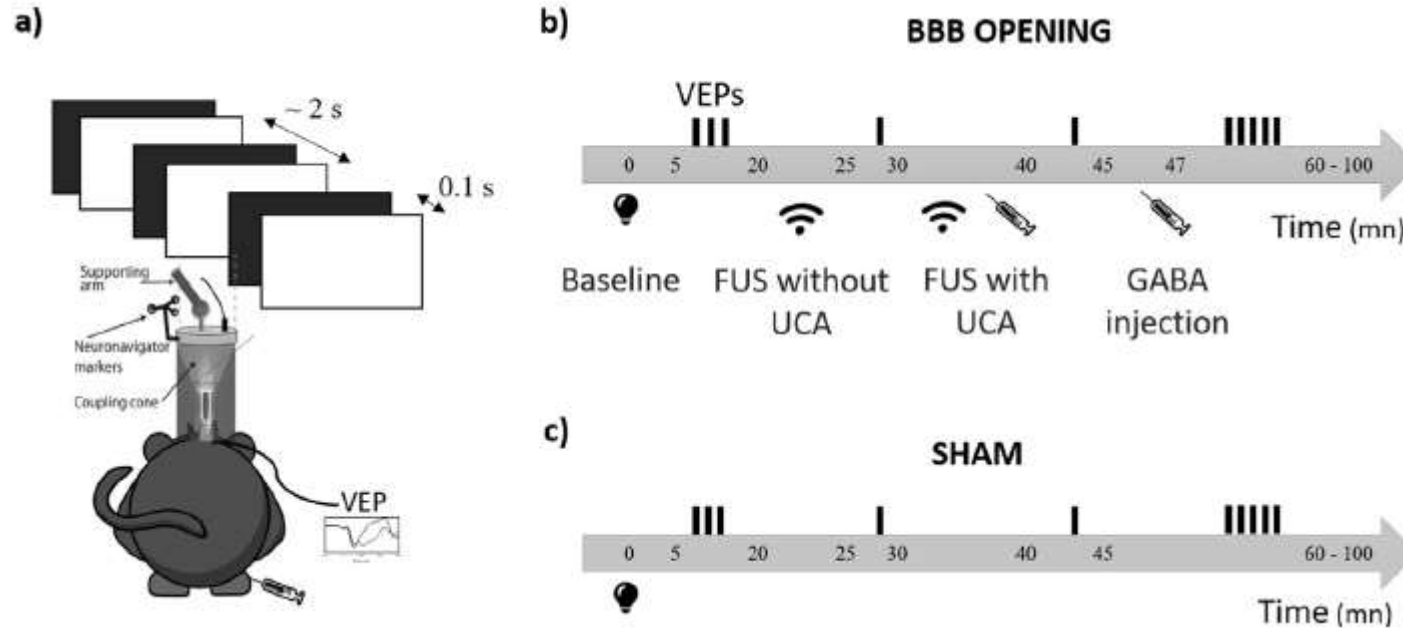 a)
~ 2 s
0.1 s
Supporting
arm
Neuronavigator
markers
Coupling cone
VEP
b)
BBB OPENING
VEPs
0 5 20 25 30 40 45 47 60 - 100
Time (mn)
Baseline
FUS without
UCA
FUS with
UCA
GABA
injection
c)
SHAM
0 5 20 25 30 40 45 60 - 100
Time (mn)